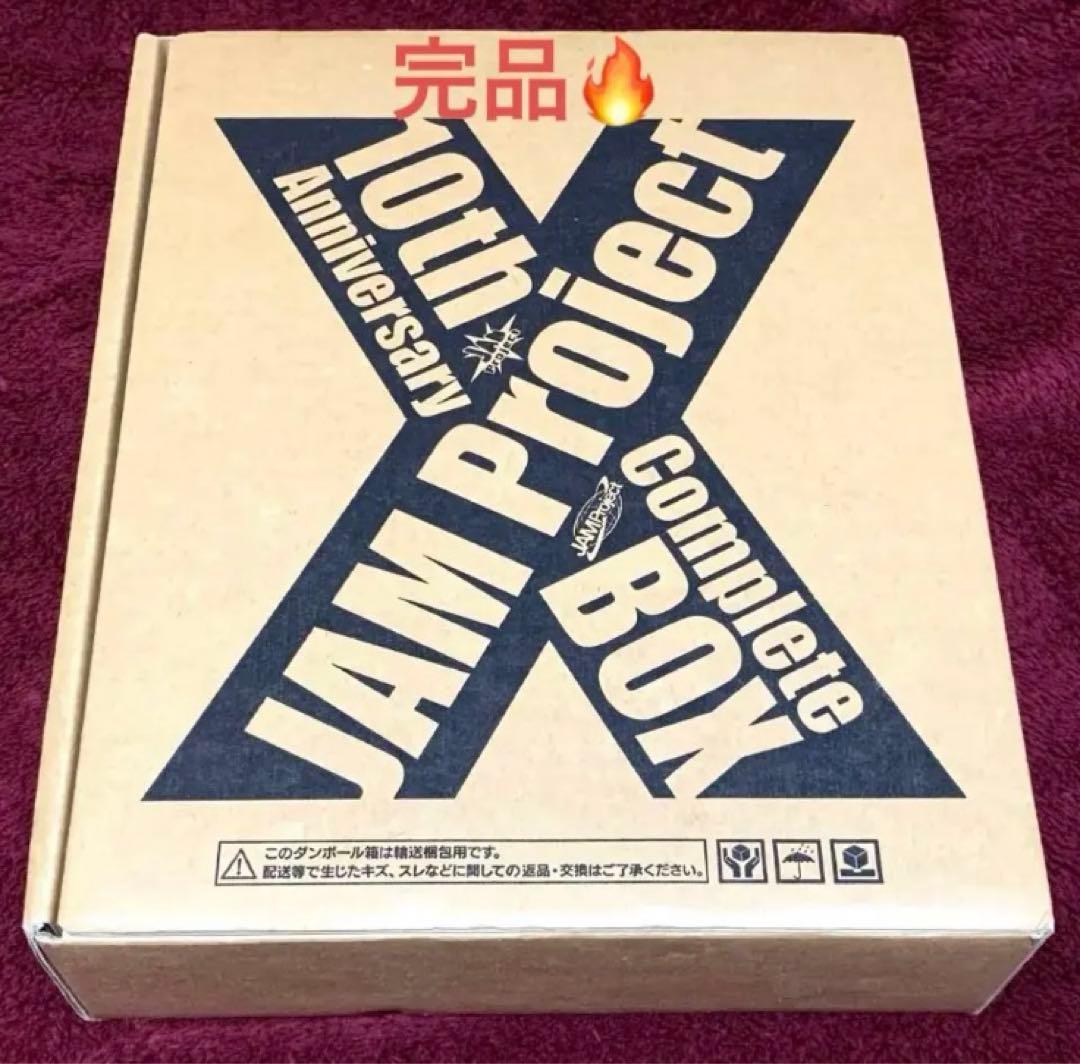 完品🔥
10th
Anniversary
JAM Project
Complete
BOX
JAM Project
このダンボール箱は輸送梱包用です。
配送等で生じたキズ、スレなどに関しての返品・交換はご了承ください。